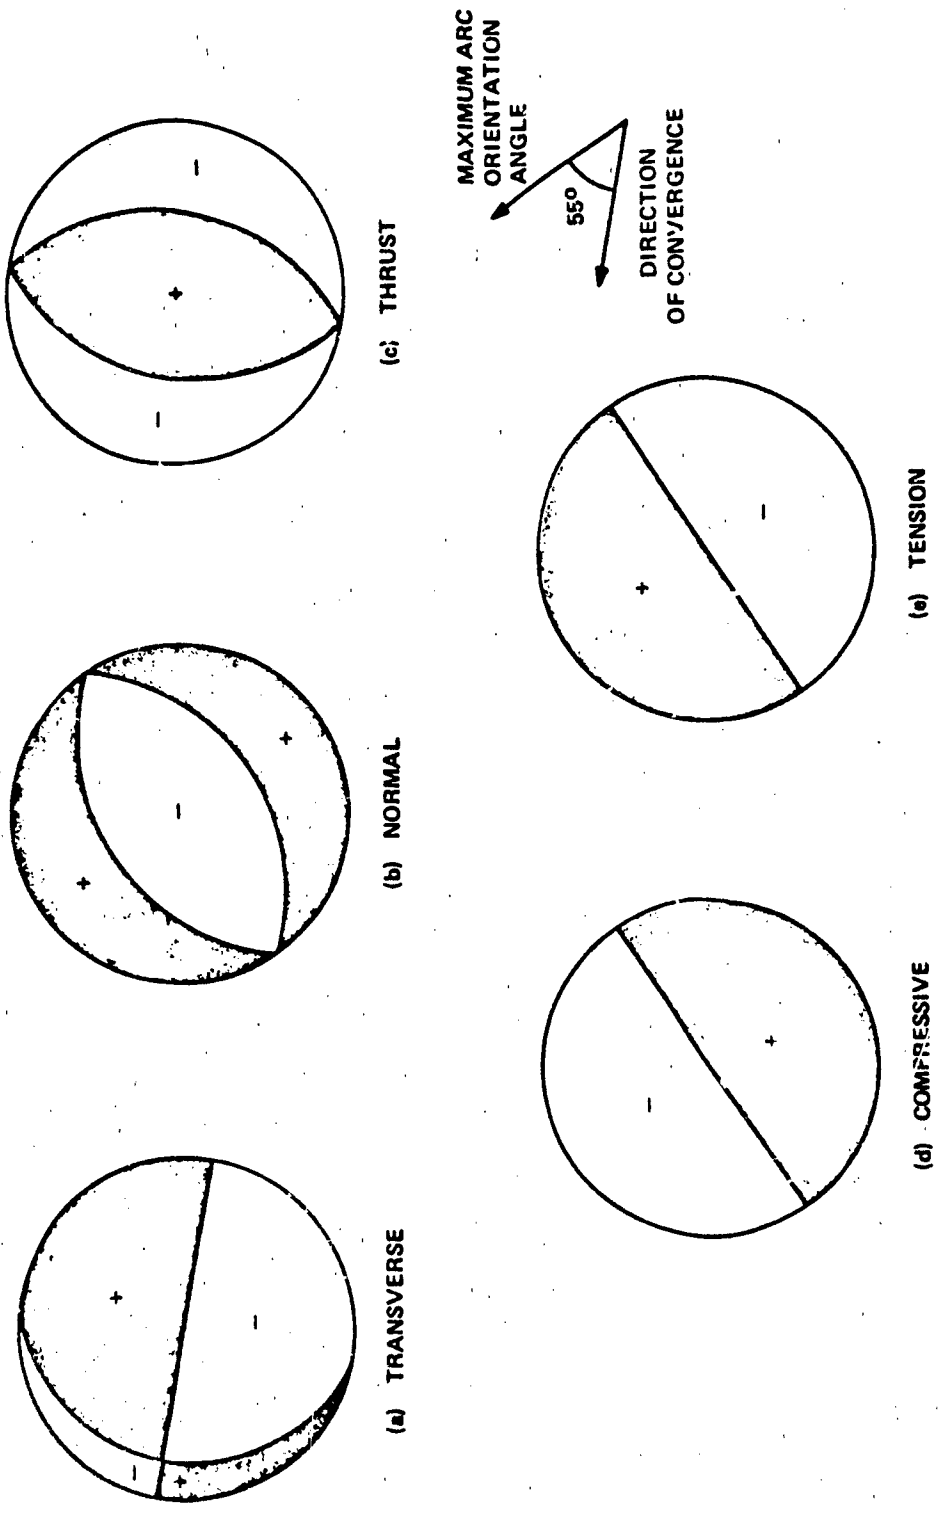 +
−
−
+
(a) TRANSVERSE
+
−
+
(b) NORMAL
−
+
−
(c) THRUST
−
+
(d) COMPRESSIVE
+
−
(e) TENSION
MAXIMUM ARC
ORIENTATION
ANGLE
55°
DIRECTION
OF CONVERGENCE